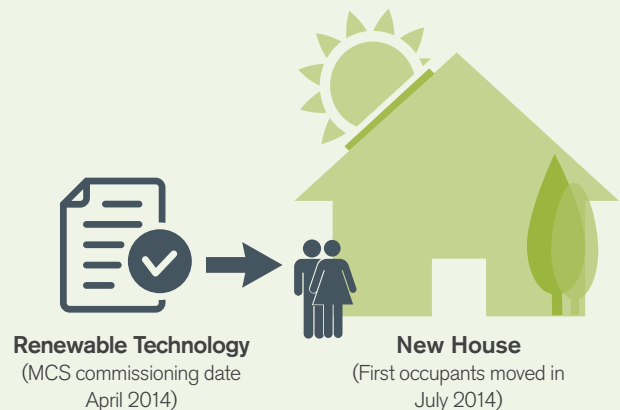 Renewable Technology
(MCS commissioning date
April 2014)
New House
(First occupants moved in
July 2014)